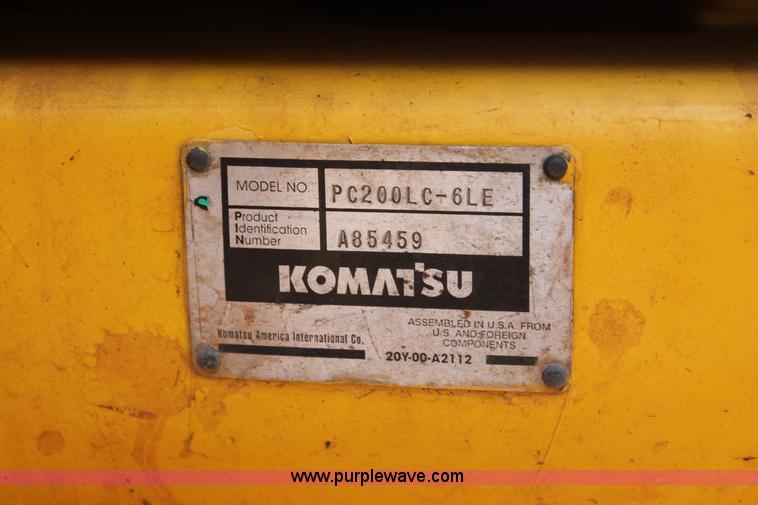 MODEL NO. PC200LC-6LE
Product
Identification
Number
A85459
KOMATSU
Komatsu America International Co.
ASSEMBLED IN U.S.A. FROM
U.S. AND FOREIGN
COMPONENTS
20Y-00-A2112
www.purplewave.com